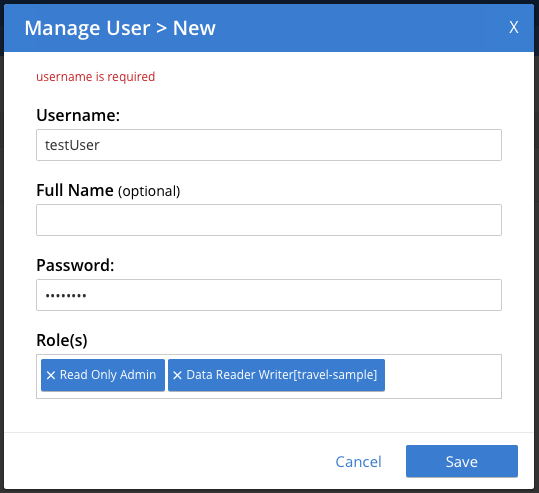 Manage User > New X
username is required
Username:
testUser
Full Name (optional)
Password:
••••••••
Role(s)
× Read Only Admin × Data Reader Writer[travel-sample]
Cancel Save